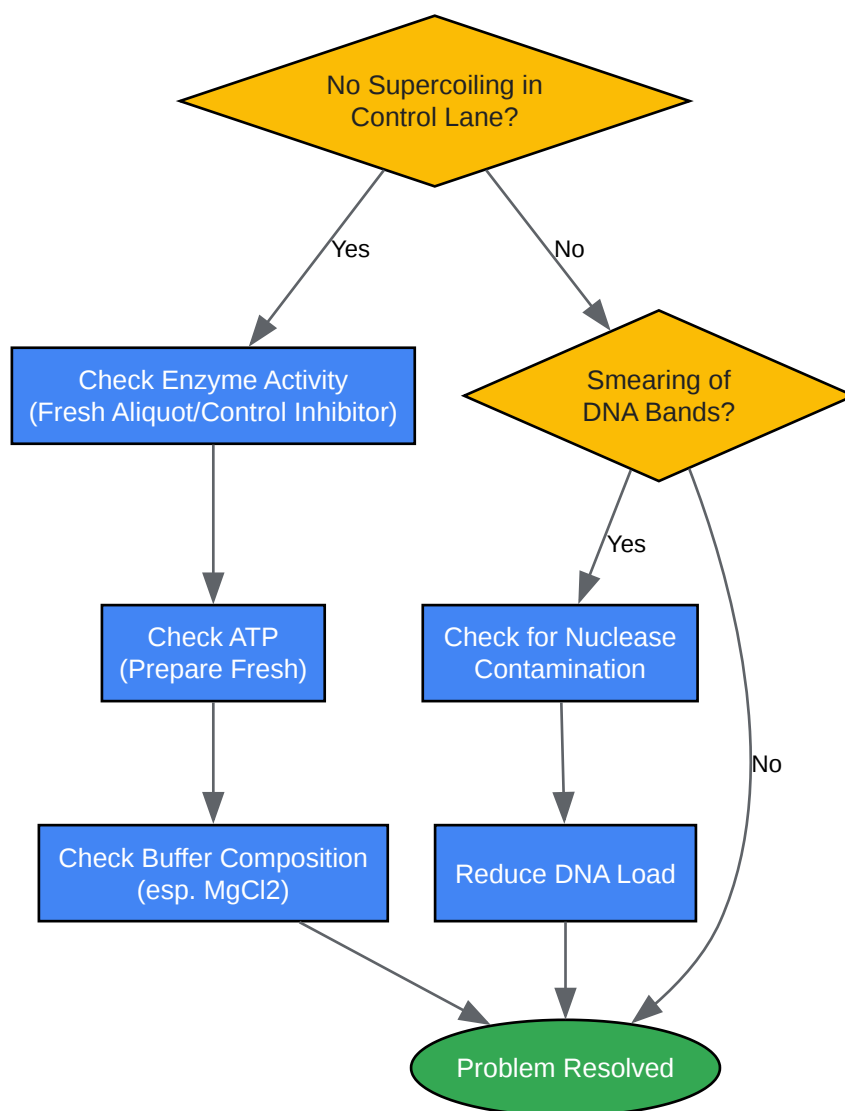 No Supercoiling in
Control Lane?
Yes
No
Check Enzyme Activity
(Fresh Aliquot/Control Inhibitor)
Smearing of
DNA Bands?
Yes
Check ATP
(Prepare Fresh)
Check for Nuclease
Contamination
No
Check Buffer Composition
(esp. MgCl2)
Reduce DNA Load
Problem Resolved